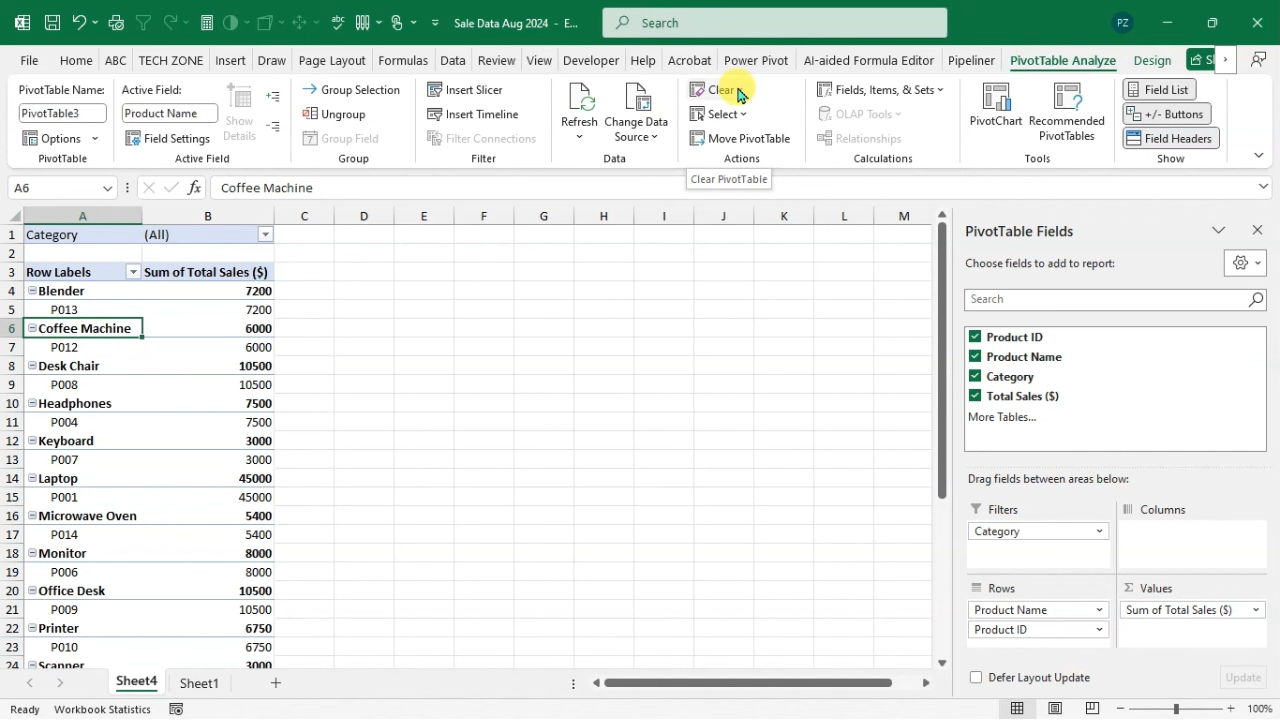 Sale Data Aug 2024 - E...
Search
PZ
File Home ABC TECH ZONE Insert Draw Page Layout Formulas Data Review View Developer Help Acrobat Power Pivot AI-aided Formula Editor Pipeliner PivotTable Analyze Design
PivotTable Name:
PivotTable3
Options
PivotTable
Active Field:
Product Name
Field Settings
Show
Details
Active Field
Group Selection
Ungroup
Group Field
Group
Insert Slicer
Insert Timeline
Filter Connections
Filter
Refresh
Change Data
Source
Data
Clear
Select
Move PivotTable
Actions
Fields, Items, & Sets
OLAP Tools
Relationships
Calculations
PivotChart
Recommended
PivotTables
Tools
Field List
+/- Buttons
Field Headers
Show
Clear PivotTable
A6
fx
Coffee Machine
A B C D E F G H I J K L M
1 Category (All)
2
3 Row Labels Sum of Total Sales ($)
4 Blender 7200
5 P013 7200
6 Coffee Machine 6000
7 P012 6000
8 Desk Chair 10500
9 P008 10500
10 Headphones 7500
11 P004 7500
12 Keyboard 3000
13 P007 3000
14 Laptop 45000
15 P001 45000
16 Microwave Oven 5400
17 P014 5400
18 Monitor 8000
19 P006 8000
20 Office Desk 10500
21 P009 10500
22 Printer 6750
23 P010 6750
24 Scanner 3000
PivotTable Fields
Choose fields to add to report:
Search
Product ID
Product Name
Category
Total Sales ($)
More Tables...
Drag fields between areas below:
Filters
Category
Columns
Rows
Product Name
Product ID
Σ Values
Sum of Total Sales ($)
Defer Layout Update
Update
Sheet4 Sheet1
Ready Workbook Statistics
100%